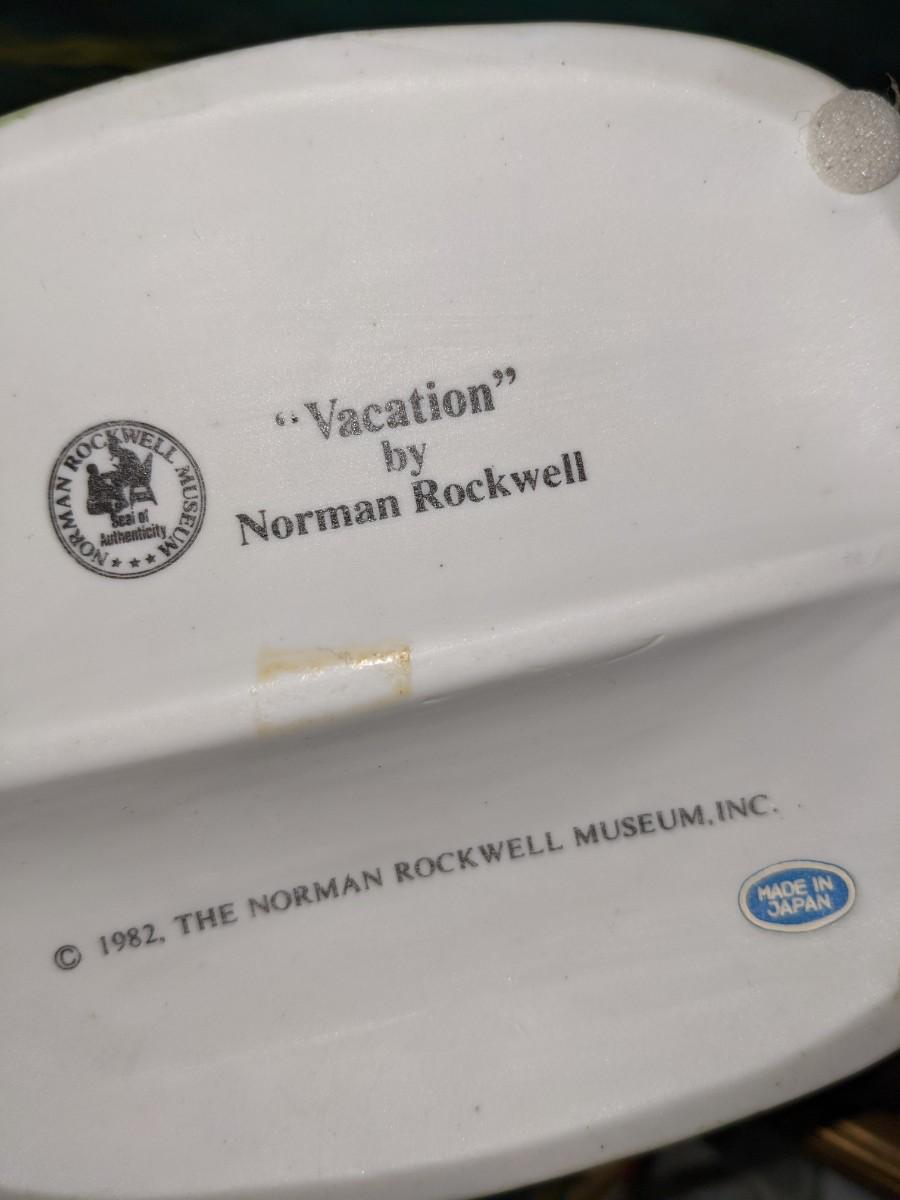 “Vacation”
by
Norman Rockwell
NORMAN ROCKWELL MUSEUM
Seal of
Authenticity
© 1982, THE NORMAN ROCKWELL MUSEUM, INC.
MADE IN
JAPAN